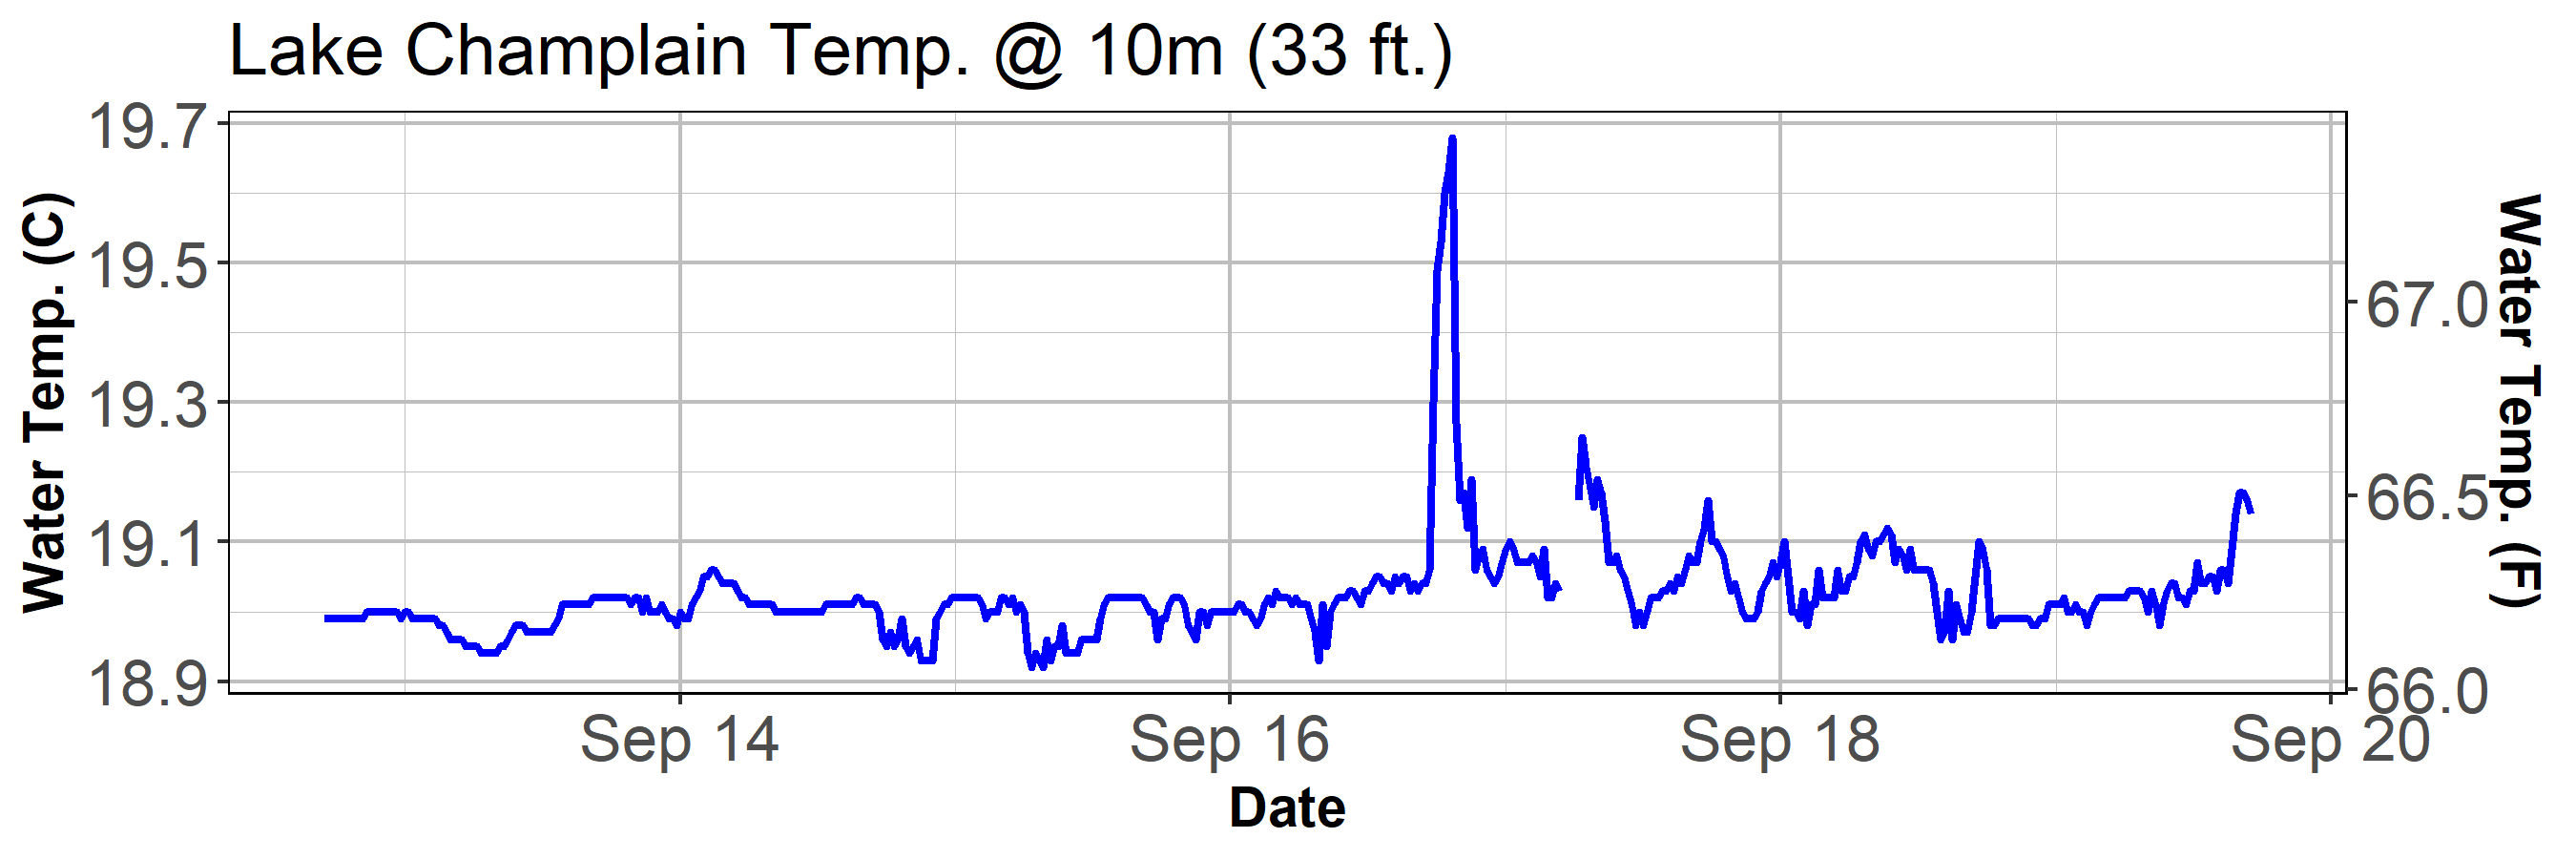 Lake Champlain Temp. @ 10m (33 ft.)
Water Temp. (C)
19.7
19.5
19.3
19.1
18.9
67.0
66.5
66.0
Water Temp. (F)
Sep 14 Sep 16 Sep 18 Sep 20
Date